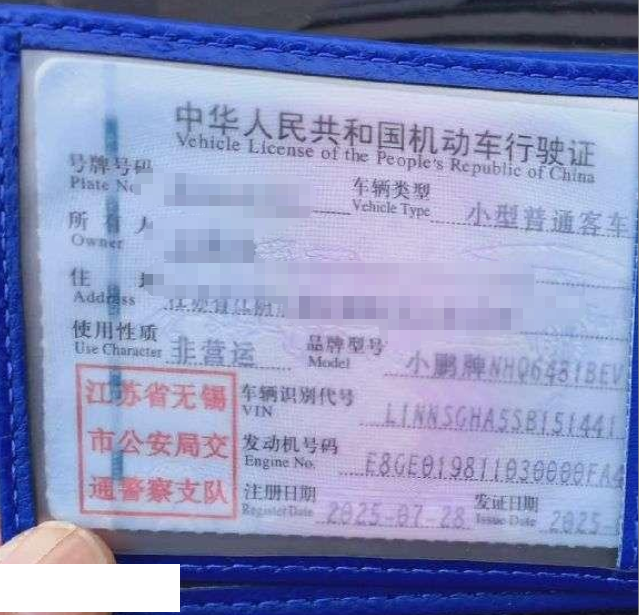 中华人民共和国机动车行驶证
Vehicle License of the People's Republic of China
号牌号码
Plate No.
车辆类型
Vehicle Type
小型普通客车
所有人
Owner
住 址
Address
使用性质
Use Character
非营运
品牌型号
Model
小鹏牌NHQ6481BEV
江苏省无锡
市公安局交
通警察支队
车辆识别代号
VIN
L1NNSGHA5SB151441
发动机号码
Engine No.
E8GE019811030000FA4
注册日期
Register Date
2025-07-28
发证日期
Issue Date
2025-